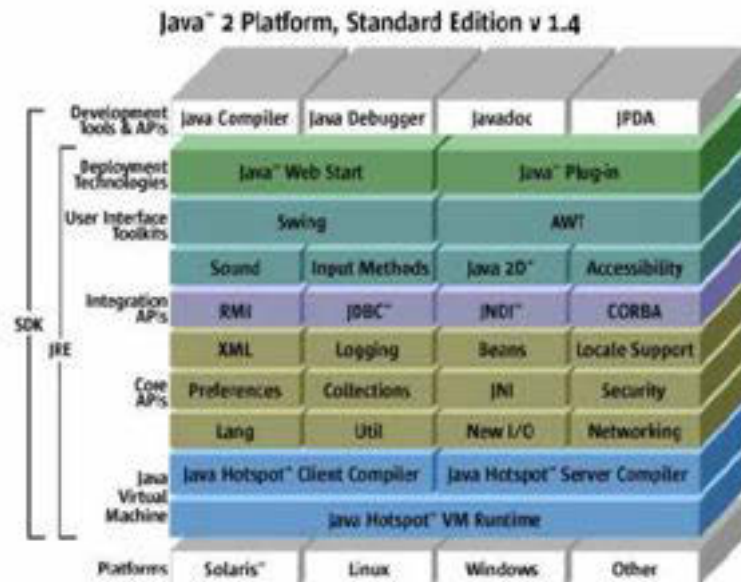 Java™ 2 Platform, Standard Edition v 1.4
Development Tools & APIs
Java Compiler
Java Debugger
Javadoc
JPDA
Deployment Technologies
Java™ Web Start
Java™ Plug-in
User Interface Toolkits
Swing
AWT
Sound
Input Methods
Java 2D™
Accessibility
Integration APIs
RMI
JDBC™
JNDI™
CORBA
SDK
JRE
XML
Logging
Beans
Locale Support
Core APIs
Preferences
Collections
JNI
Security
Lang
Util
New I/O
Networking
Java Virtual Machine
Java Hotspot™ Client Compiler
Java Hotspot™ Server Compiler
Java Hotspot™ VM Runtime
Platforms
Solaris™
Linux
Windows
Other